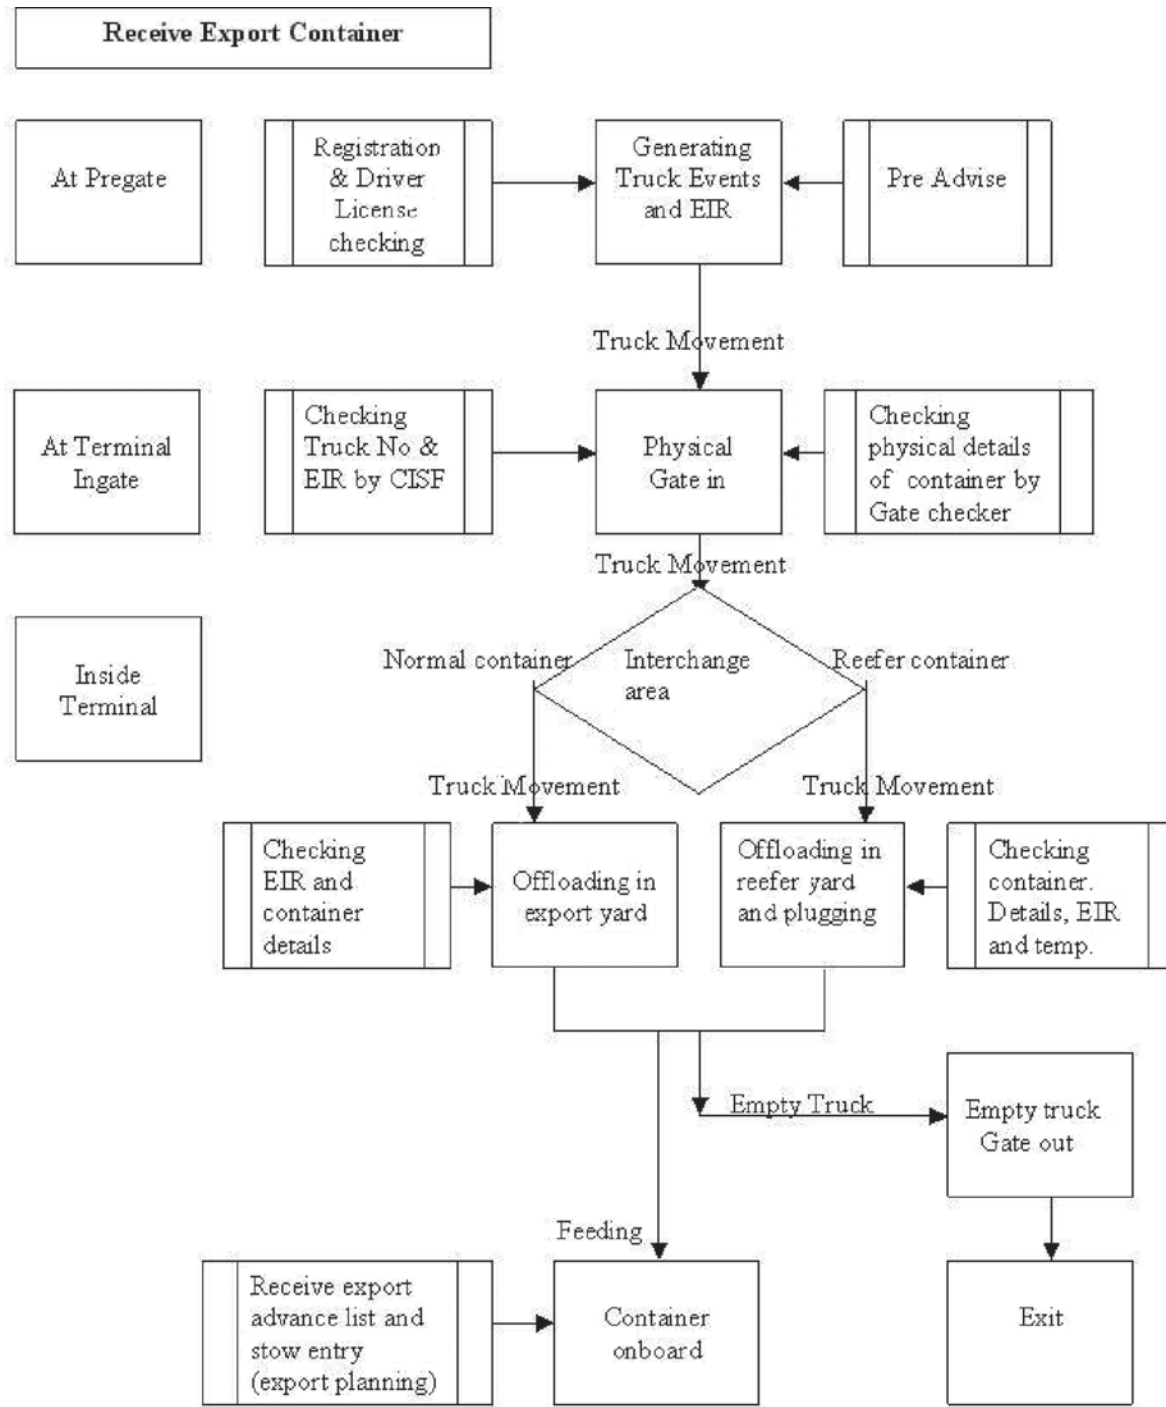 Receive Export Container
At Pregate
Registration
& Driver
License
checking
Generating
Truck Events
and EIR
Pre Advise
Truck Movement
At Terminal
Ingate
Checking
Truck No &
EIR by CISF
Physical
Gate in
Checking
physical details
of container by
Gate checker
Truck Movement
Inside
Terminal
Normal container
Interchange
area
Reefer container
Truck Movement
Truck Movement
Checking
EIR and
container
details
Offloading in
export yard
Offloading in
reefer yard
and plugging
Checking
container.
Details, EIR
and temp.
Empty Truck
Empty truck
Gate out
Feeding
Receive export
advance list and
stow entry
(export planning)
Container
onboard
Exit